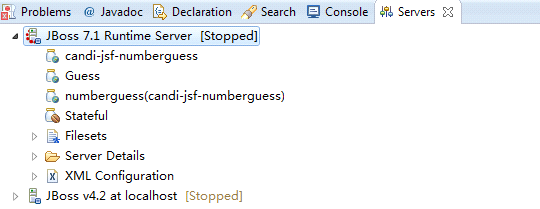 Problems @ Javadoc Declaration Search Console Servers
JBoss 7.1 Runtime Server [Stopped]
candi-jsf-numberguess
Guess
numberguess(candi-jsf-numberguess)
Stateful
Filesets
Server Details
XML Configuration
JBoss v4.2 at localhost [Stopped]